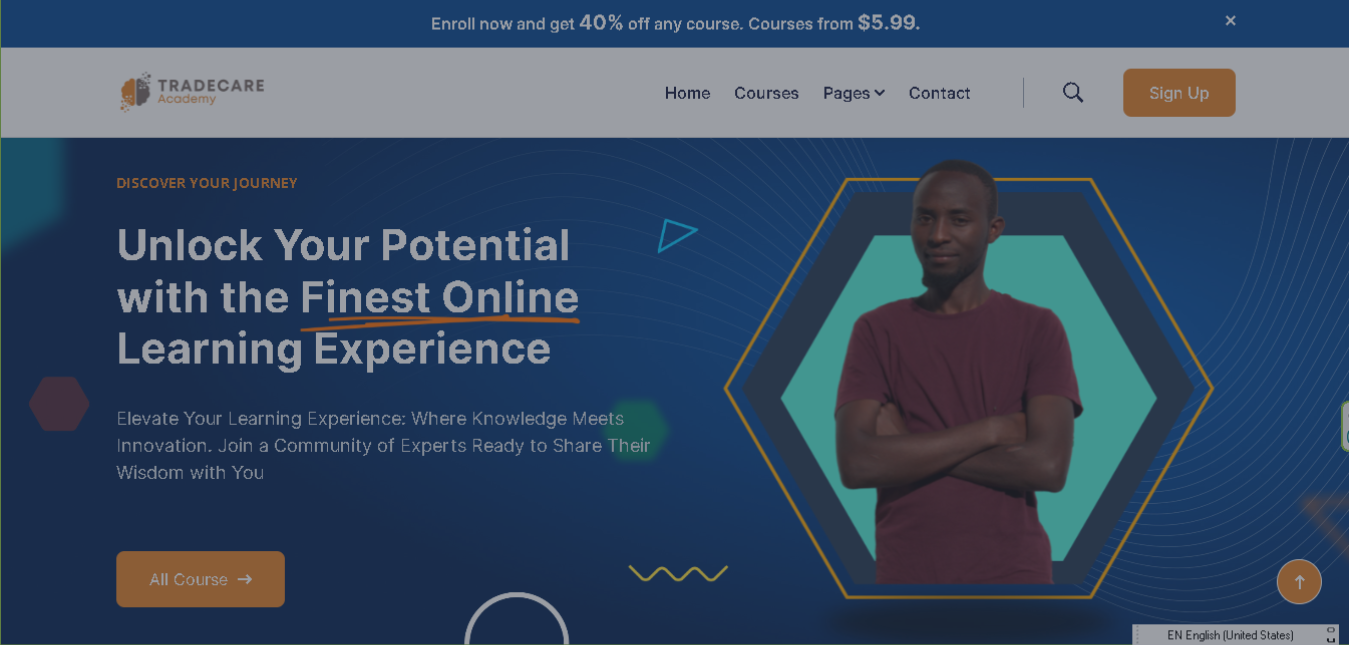 Enroll now and get 40% off any course. Courses from $5.99.
TRADECARE
Academy
Home Courses Pages Contact
Sign Up
DISCOVER YOUR JOURNEY
Unlock Your Potential
with the Finest Online
Learning Experience
Elevate Your Learning Experience: Where Knowledge Meets
Innovation. Join a Community of Experts Ready to Share Their
Wisdom with You
All Course
EN English (United States)